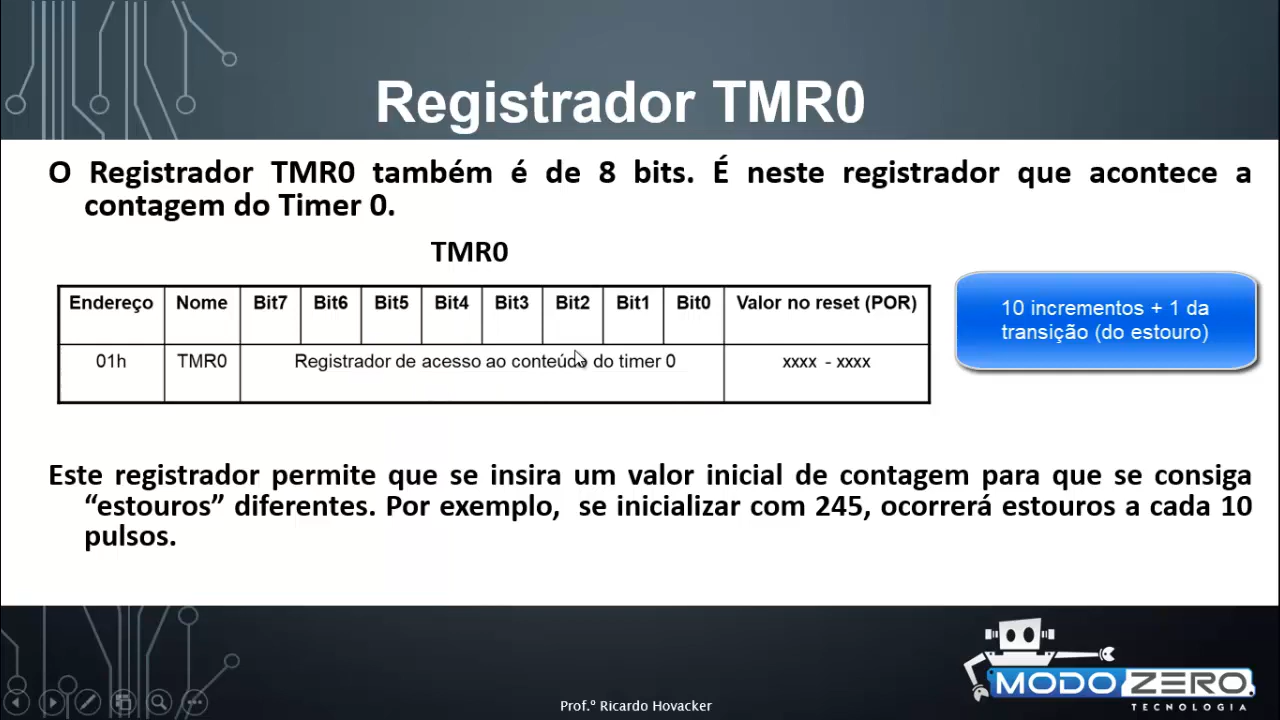 Registrador TMR0
O Registrador TMR0 também é de 8 bits. É neste registrador que acontece a
contagem do Timer 0.
TMR0
Endereço Nome Bit7 Bit6 Bit5 Bit4 Bit3 Bit2 Bit1 Bit0 Valor no reset (POR)
01h TMR0 Registrador de acesso ao conteúdo do timer 0 xxxx - xxxx
10 incrementos + 1 da
transição (do estouro)
Este registrador permite que se insira um valor inicial de contagem para que se consiga
“estouros” diferentes. Por exemplo, se inicializar com 245, ocorrerá estouros a cada 10
pulsos.
MODO ZERO
TECNOLOGIA
Prof.º Ricardo Hovacker